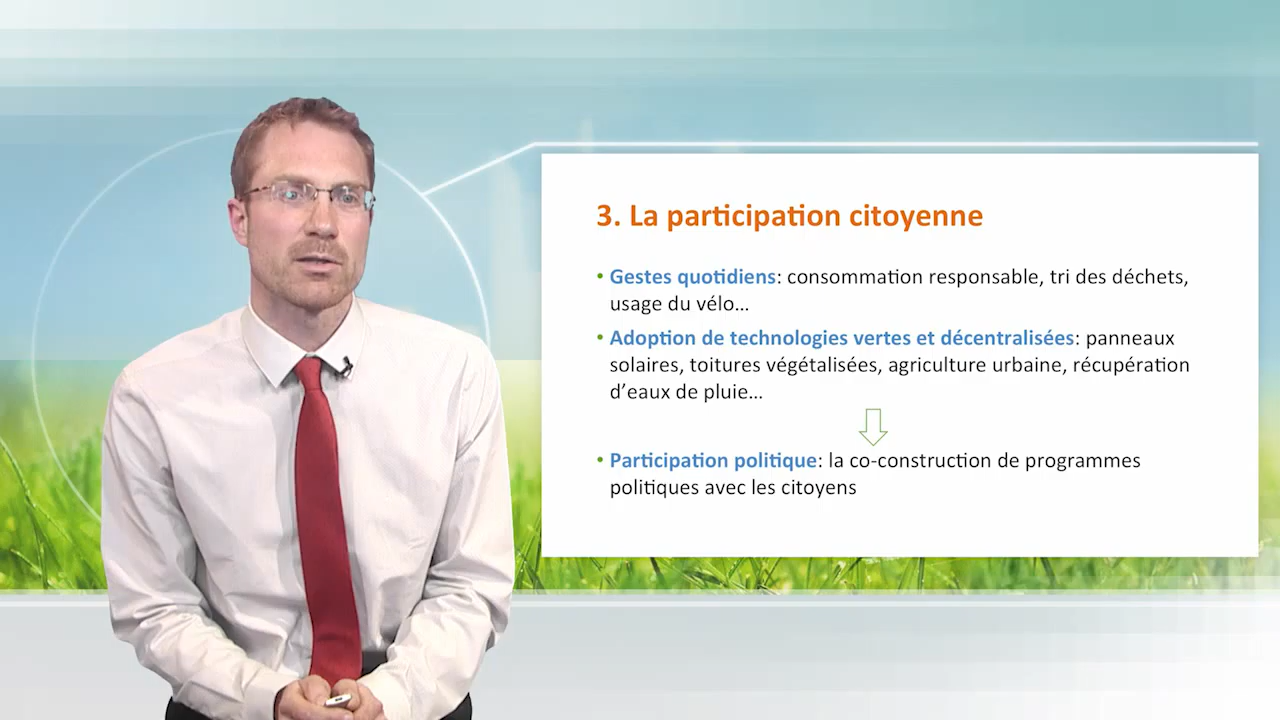 3. La participation citoyenne
• Gestes quotidiens: consommation responsable, tri des déchets,
usage du vélo…
• Adoption de technologies vertes et décentralisées: panneaux
solaires, toitures végétalisées, agriculture urbaine, récupération
d’eaux de pluie…
• Participation politique: la co-construction de programmes
politiques avec les citoyens